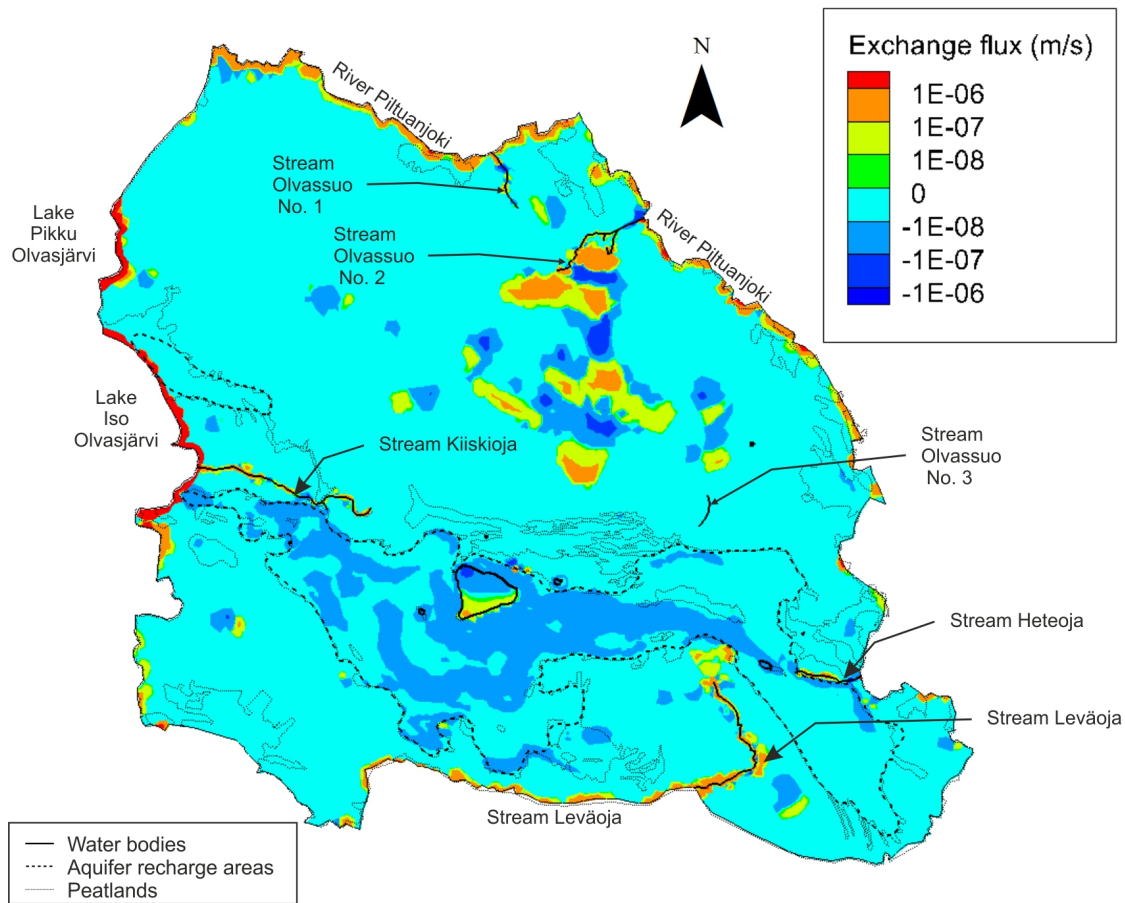 Exchange flux (m/s)
1E-06
1E-07
1E-08
0
-1E-08
-1E-07
-1E-06
N
River Piltuanjoki
Stream
Olvassuo
No. 1
Lake
Pikku
Olvasjärvi
Stream
Olvassuo
No. 2
River Piltuanjoki
Lake
Iso
Olvasjärvi
Stream Kiiskioja
Stream
Olvassuo
No. 3
Stream Heteoja
Stream Leväoja
Stream Leväoja
Water bodies
Aquifer recharge areas
Peatlands